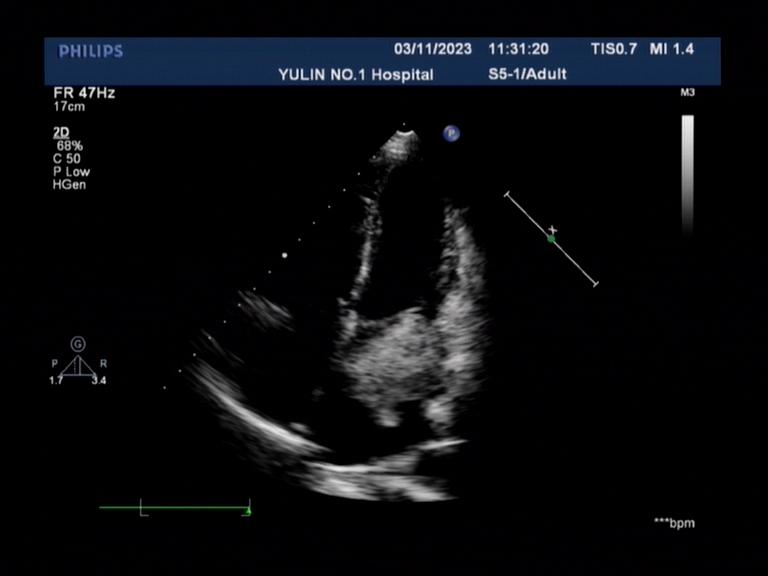 PHILIPS
03/11/2023 11:31:20 TIS0.7 MI 1.4
YULIN NO.1 Hospital S5-1/Adult
FR 47Hz
17cm
M3
2D
68%
C 50
P Low
HGen
P
G
P R
1.7 3.4
***bpm